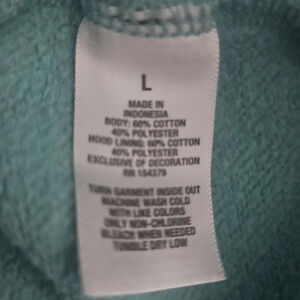 L
MADE IN
INDONESIA
BODY: 60% COTTON
40% POLYESTER
HOOD LINING: 60% COTTON
40% POLYESTER
EXCLUSIVE OF DECORATION
RN 154379
TURN GARMENT INSIDE OUT
MACHINE WASH COLD
WITH LIKE COLORS
ONLY NON-CHLORINE
BLEACH WHEN NEEDED
TUMBLE DRY LOW